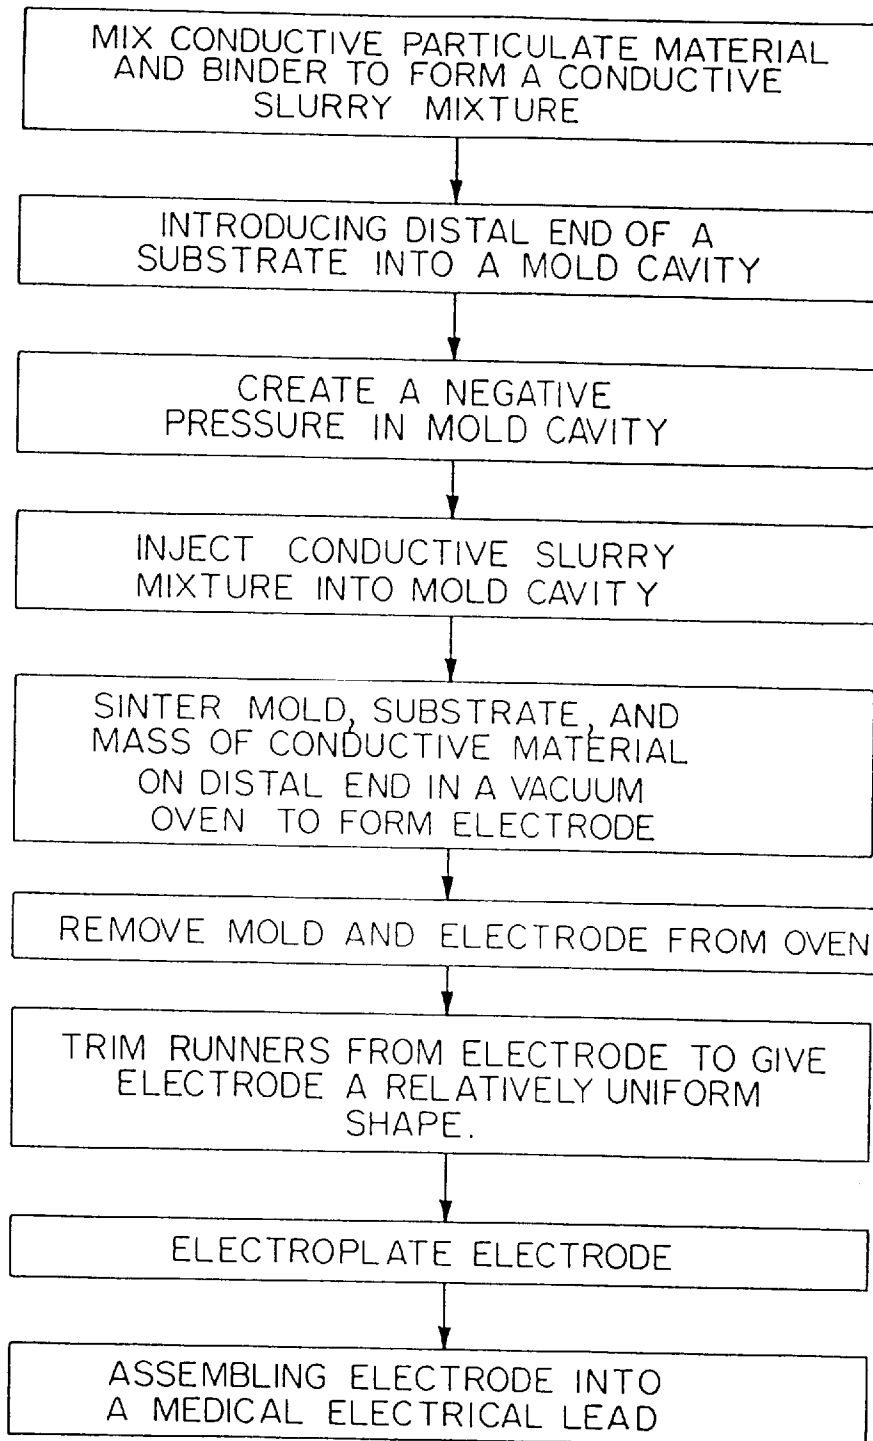 MIX CONDUCTIVE PARTICULATE MATERIAL
AND BINDER TO FORM A CONDUCTIVE
SLURRY MIXTURE
INTRODUCING DISTAL END OF A
SUBSTRATE INTO A MOLD CAVITY
CREATE A NEGATIVE
PRESSURE IN MOLD CAVITY
INJECT CONDUCTIVE SLURRY
MIXTURE INTO MOLD CAVITY
SINTER MOLD, SUBSTRATE, AND
MASS OF CONDUCTIVE MATERIAL
ON DISTAL END IN A VACUUM
OVEN TO FORM ELECTRODE
REMOVE MOLD AND ELECTRODE FROM OVEN
TRIM RUNNERS FROM ELECTRODE TO GIVE
ELECTRODE A RELATIVELY UNIFORM
SHAPE.
ELECTROPLATE ELECTRODE
ASSEMBLING ELECTRODE INTO
A MEDICAL ELECTRICAL LEAD